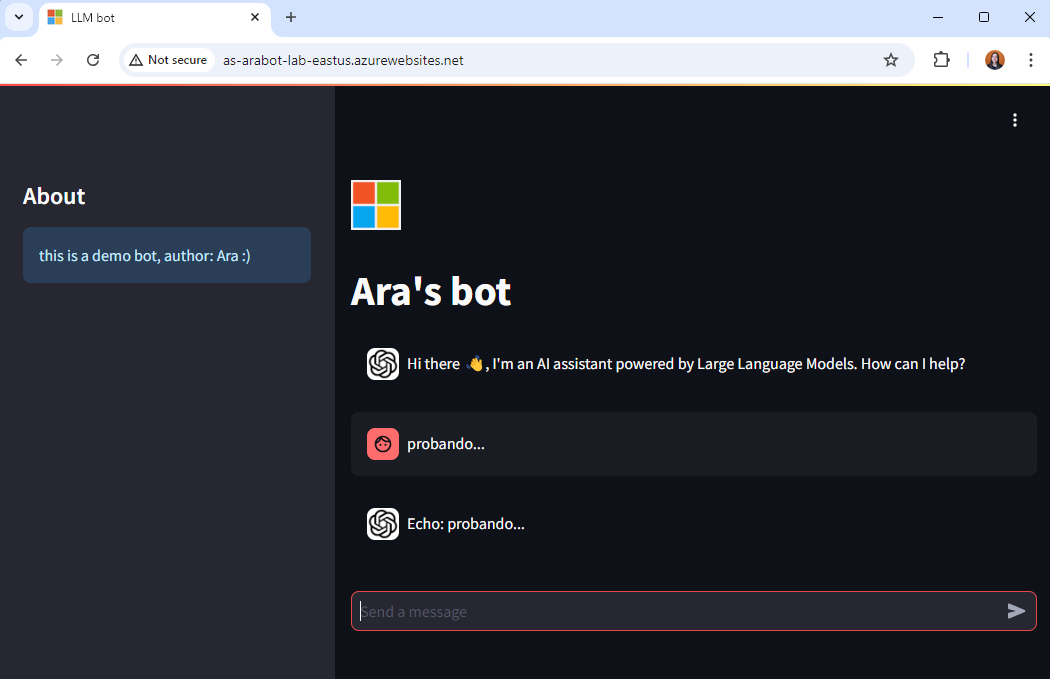 LLM bot
Not secure
as-arabot-lab-eastus.azurewebsites.net
About
this is a demo bot, author: Ara :)
Ara's bot
Hi there 👋, I'm an AI assistant powered by Large Language Models. How can I help?
probando...
Echo: probando...
Send a message